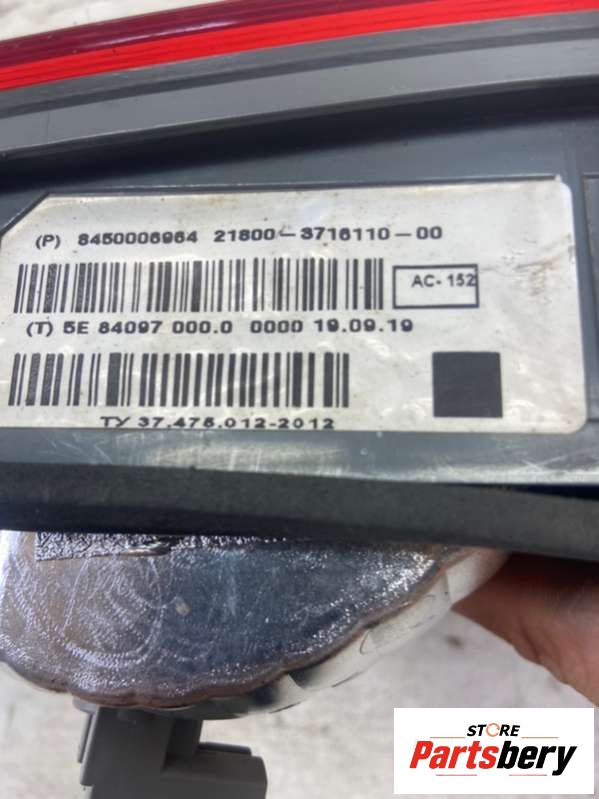 (P) 8450006964 21800-3716110-00
AC-152
(T) 5E 84097 000.0 0000 19.09.19
ТУ 37.475.012-2012
STORE
Partsbery